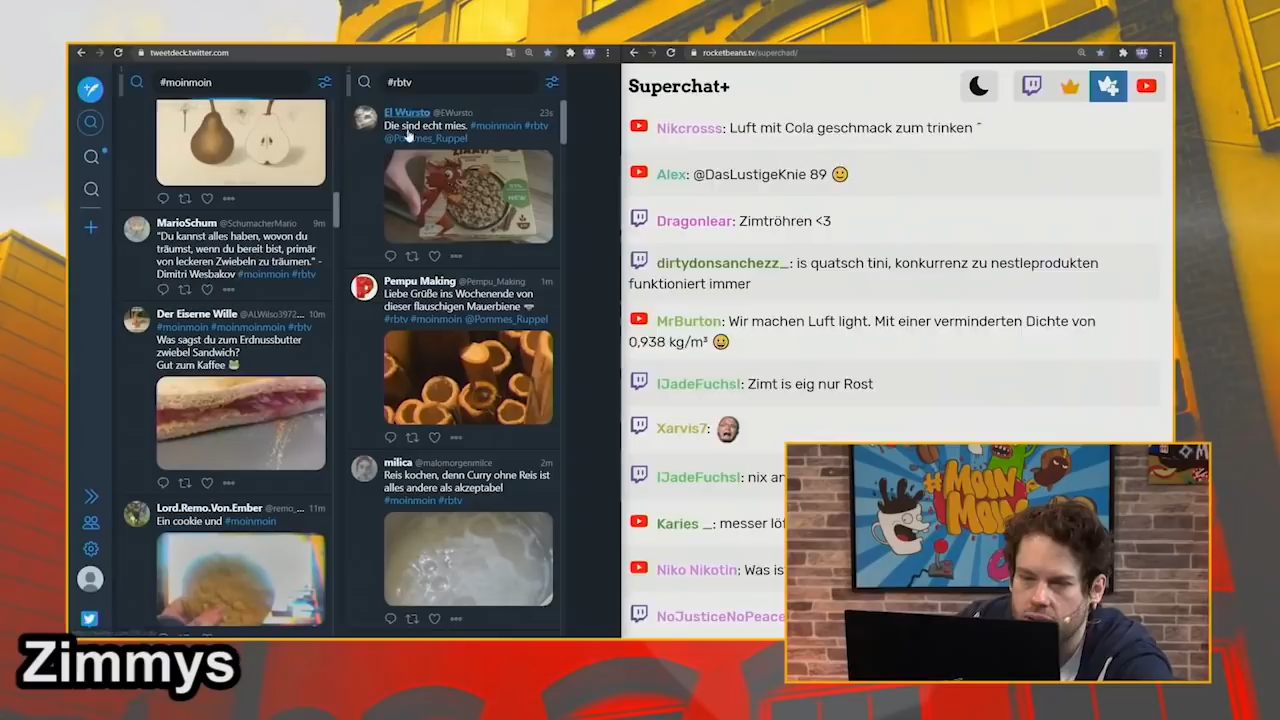 tweetdeck.twitter.com
#moinmoin
MarioSchum @SchumacherMario 9m
"Du kannst alles haben, wovon du
träumst, wenn du bereit bist, primär
von leckeren Zwiebeln zu träumen." -
Dimitri Wesbakov #moinmoin #rbtv
Der Eiserne Wille @ALWilso3972... 10m
#moinmoin #moinmoinmoin #rbtv
Was sagst du zum Erdnussbutter
zwiebel Sandwich?
Gut zum Kaffee 🐸
Lord.Remo.Von.Ember @remo_... 11m
Ein cookie und #moinmoin
#rbtv
El Wursto @EWursto 23s
Die sind echt mies. #moinmoin #rbtv
@Pommes_Ruppel
Pempu Making @Pempu_Making 1m
Liebe Grüße ins Wochenende von
dieser flauschigen Mauerbiene
#rbtv #moinmoin @Pommes_Ruppel
milica @malomorgenmilce 2m
Reis kochen, denn Curry ohne Reis ist
alles andere als akzeptabel
#moinmoin #rbtv
rocketbeans.tv/superchad/
Superchat+
Nikcrosss: Luft mit Cola geschmack zum trinken ^
Alex: @DasLustigeKnie 89 🙂
Dragonlear: Zimtröhren <3
dirtydonsanchezz_: is quatsch tini, konkurrenz zu nestleprodukten
funktioniert immer
MrBurton: Wir machen Luft light. Mit einer verminderten Dichte von
0,938 kg/m³ 😀
IJadeFuchsI: Zimt is eig nur Rost
Xarvis7:
IJadeFuchsI: nix
Karies _: messer
Niko Nikotin: Was is
NoJusticeNoPeace
#MOIN
MOIN
Zimmys